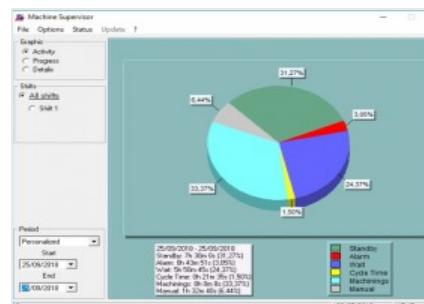 Machine Supervisor
File Options Status Update ?
Graphic
Activity
Progress
Details
Shifts
All shifts
Shift 1
31,27%
3,05%
24,37%
1,50%
33,37%
6,44%
Period
Personalized
Start
25/09/2018
End
/09/2018
25/09/2018 - 25/09/2018
Standby: 7h 30m 0s (31,27%)
Alarm: 0h 43m 51s (3,05%)
Wait: 5h 50m 45s (24,37%)
Cycle Time: 0h 21m 35s (1,50%)
Machinings: 8h 0m 8s (33,37%)
Manual: 1h 32m 40s (6,44%)
Standby
Alarm
Wait
Cycle Time
Machinings
Manual